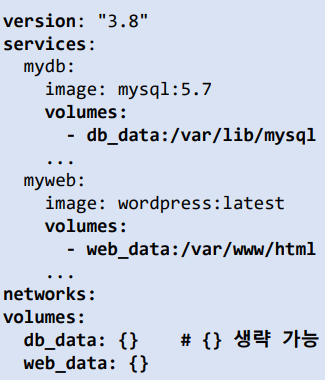 version: "3.8"
services:
  mydb:
    image: mysql:5.7
    volumes:
      - db_data:/var/lib/mysql
    ...
  myweb:
    image: wordpress:latest
    volumes:
      - web_data:/var/www/html
    ...
networks:
volumes:
  db_data: {}    # {} 생략 가능
  web_data: {}